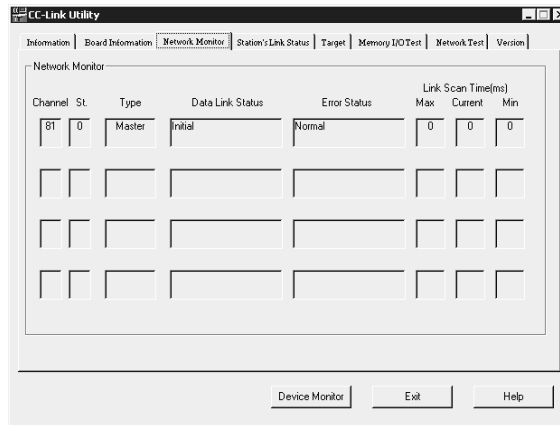 CC-Link Utility
Information Board Information Network Monitor Station's Link Status Target Memory I/O Test Network Test Version
Network Monitor
Link Scan Time(ms)
Channel St. Type Data Link Status Error Status Max Current Min
81 0 Master Initial Normal 0 0 0
Device Monitor Exit Help